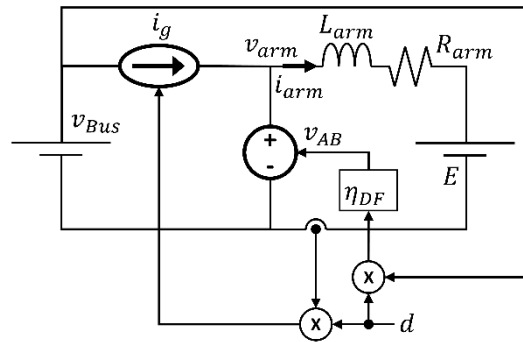 i_g
v_arm
L_arm
R_arm
i_arm
v_Bus
+
-
v_AB
η_DF
E
x
x
d